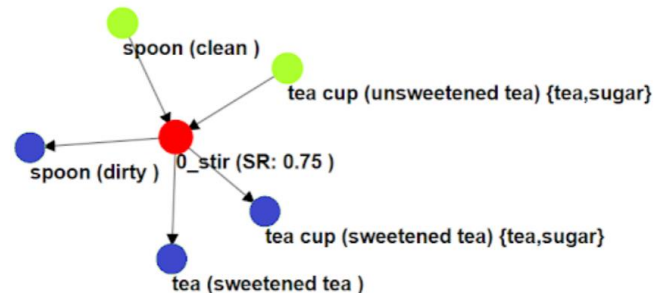 spoon (clean )
tea cup (unsweetened tea) {tea,sugar}
0_stir (SR: 0.75 )
spoon (dirty )
tea cup (sweetened tea) {tea,sugar}
tea (sweetened tea )